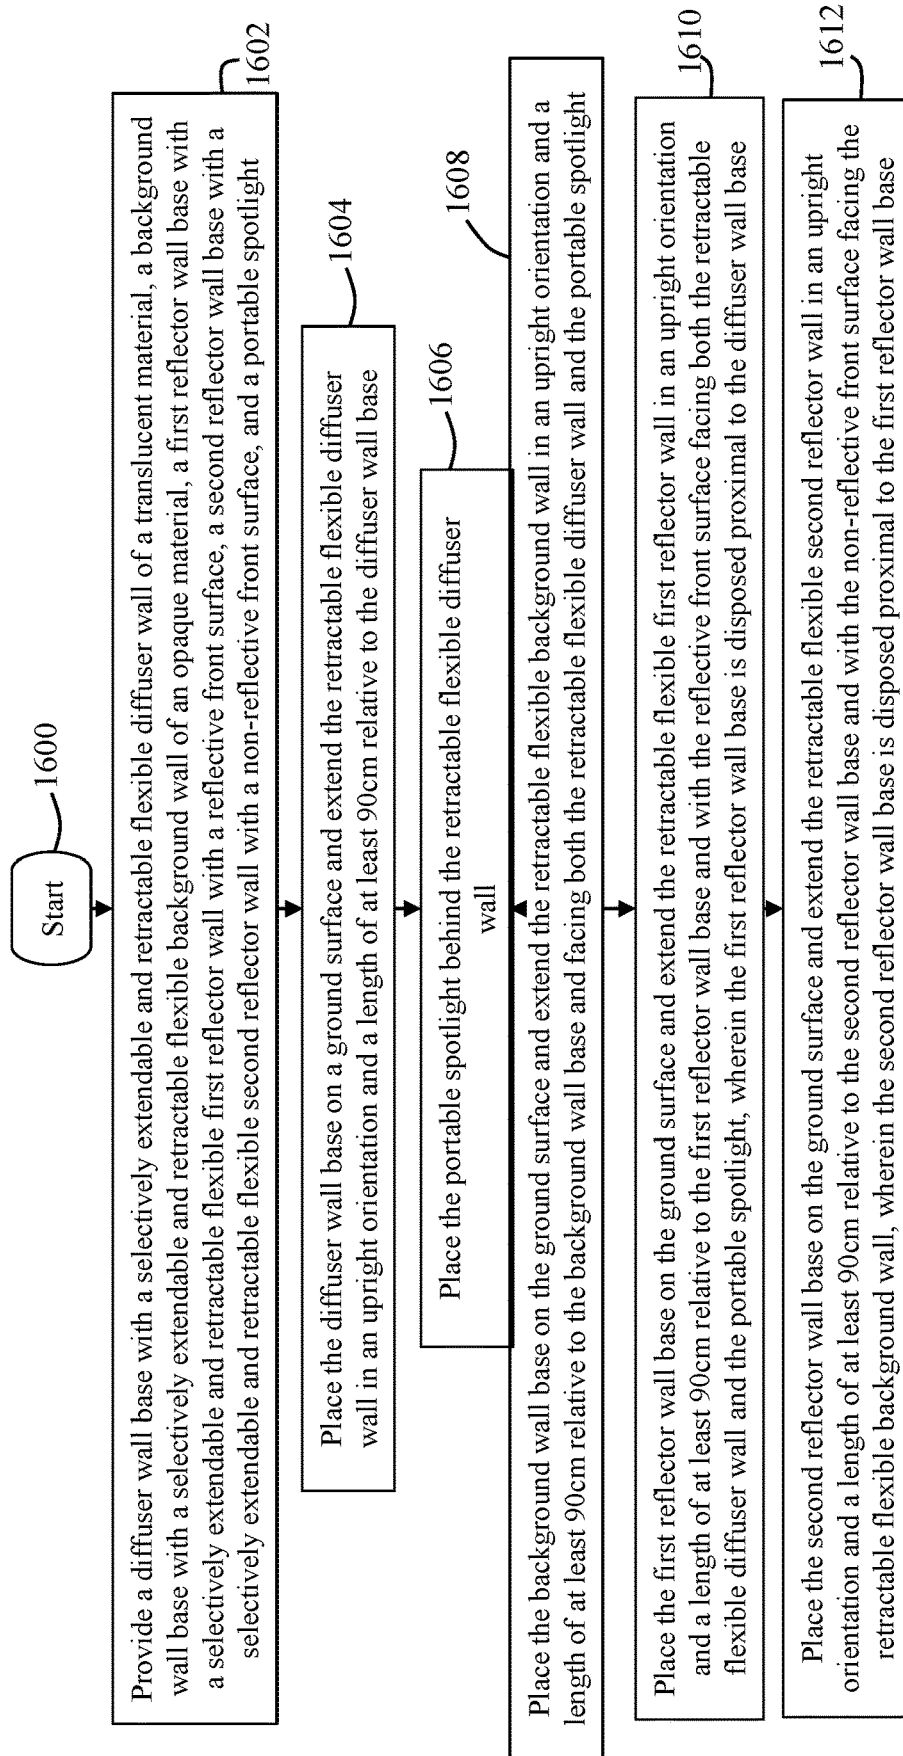 Start
1600
Provide a diffuser wall base with a selectively extendable and retractable flexible diffuser wall of a translucent material, a background
wall base with a selectively extendable and retractable flexible background wall of an opaque material, a first reflector wall base with
a selectively extendable and retractable flexible first reflector wall with a reflective front surface, a second reflector wall base with a
selectively extendable and retractable flexible second reflector wall with a non-reflective front surface, and a portable spotlight
1602
Place the diffuser wall base on a ground surface and extend the retractable flexible diffuser
wall in an upright orientation and a length of at least 90cm relative to the diffuser wall base
1604
Place the portable spotlight behind the retractable flexible diffuser
wall
1606
Place the background wall base on the ground surface and extend the retractable flexible background wall in an upright orientation and a
length of at least 90cm relative to the background wall base and facing both the retractable flexible diffuser wall and the portable spotlight
1608
Place the first reflector wall base on the ground surface and extend the retractable flexible first reflector wall in an upright orientation
and a length of at least 90cm relative to the first reflector wall base and with the reflective front surface facing both the retractable
flexible diffuser wall and the portable spotlight, wherein the first reflector wall base is disposed proximal to the diffuser wall base
1610
Place the second reflector wall base on the ground surface and extend the retractable flexible second reflector wall in an upright
orientation and a length of at least 90cm relative to the second reflector wall base and with the non-reflective front surface facing the
retractable flexible background wall, wherein the second reflector wall base is disposed proximal to the first reflector wall base
1612